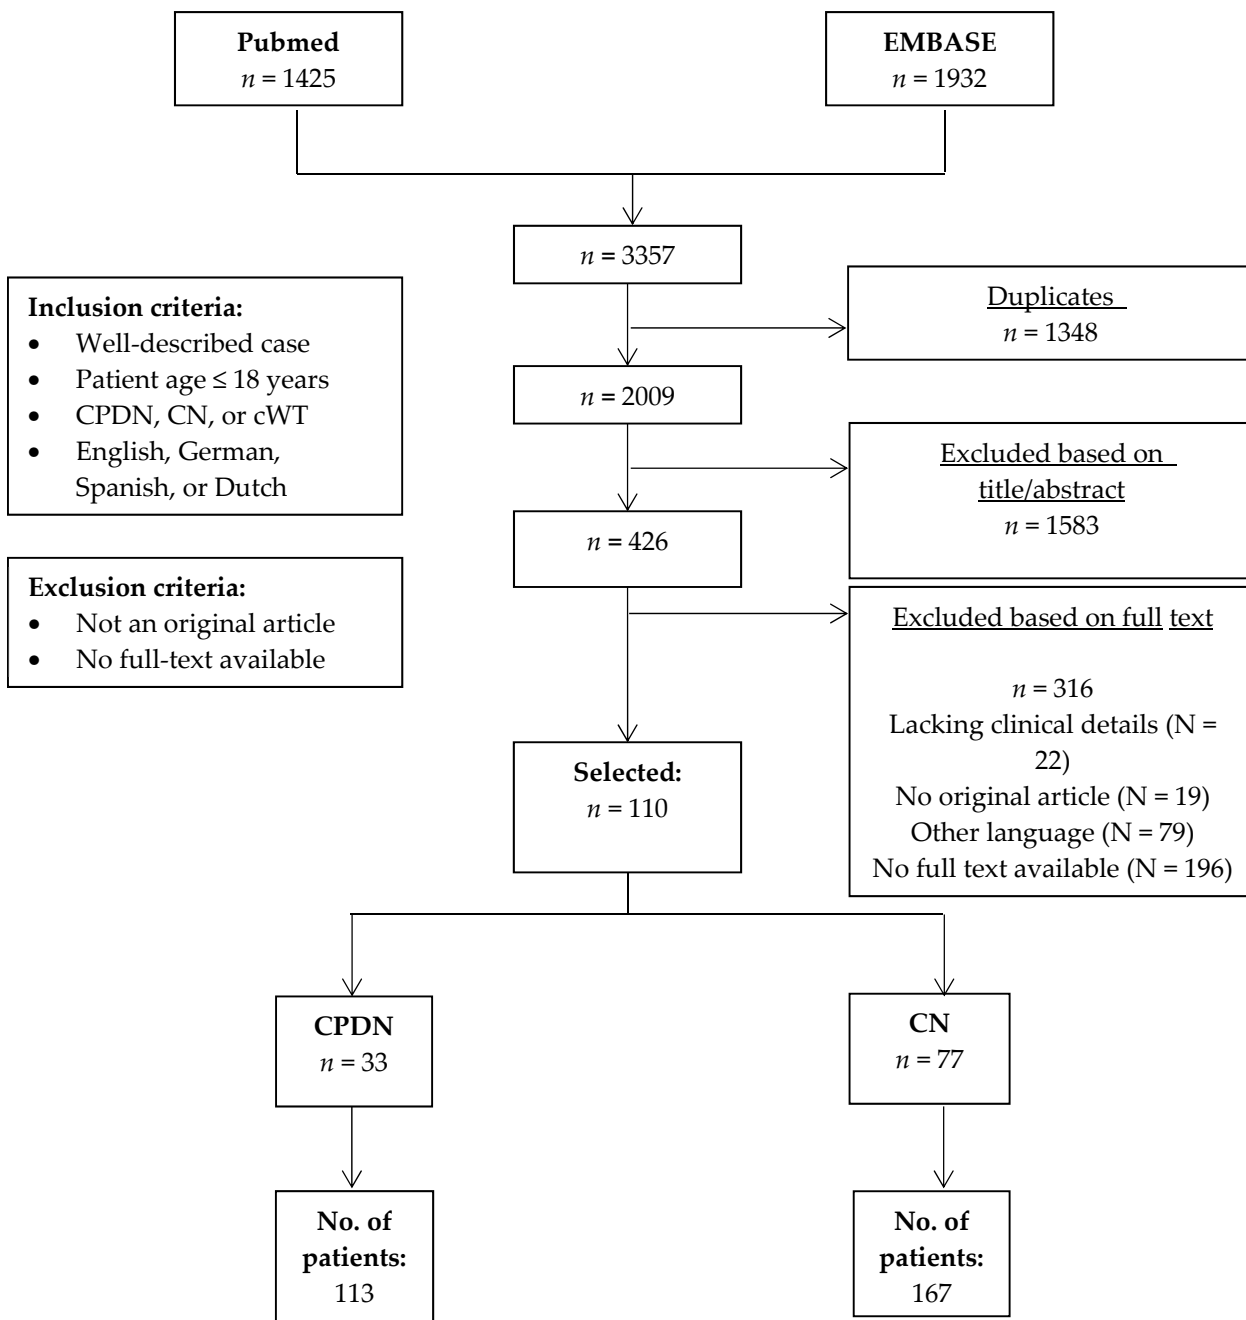 Pubmed
n = 1425
EMBASE
n = 1932
n = 3357
Duplicates
n = 1348
Inclusion criteria:
• Well-described case
• Patient age ≤ 18 years
• CPDN, CN, or cWT
• English, German,
Spanish, or Dutch
n = 2009
Excluded based on
title/abstract
n = 1583
n = 426
Exclusion criteria:
• Not an original article
• No full-text available
Excluded based on full text
n = 316
Lacking clinical details (N =
22)
No original article (N = 19)
Other language (N = 79)
No full text available (N = 196)
Selected:
n = 110
CPDN
n = 33
CN
n = 77
No. of
patients:
113
No. of
patients:
167